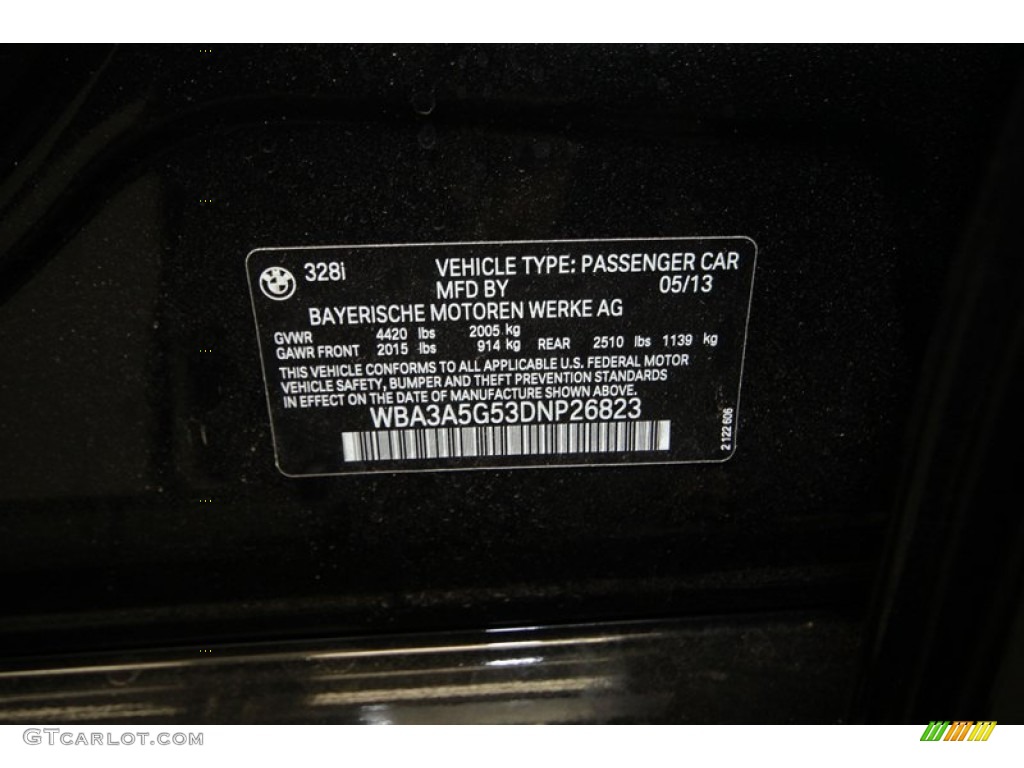 328i VEHICLE TYPE: PASSENGER CAR
MFD BY 05/13
BAYERISCHE MOTOREN WERKE AG
GVWR 4420 lbs 2005 kg
GAWR FRONT 2015 lbs 914 kg REAR 2510 lbs 1139 kg
THIS VEHICLE CONFORMS TO ALL APPLICABLE U.S. FEDERAL MOTOR
VEHICLE SAFETY, BUMPER AND THEFT PREVENTION STANDARDS
IN EFFECT ON THE DATE OF MANUFACTURE SHOWN ABOVE.
WBA3A5G53DNP26823
2 122 606
GTCARLOT.COM